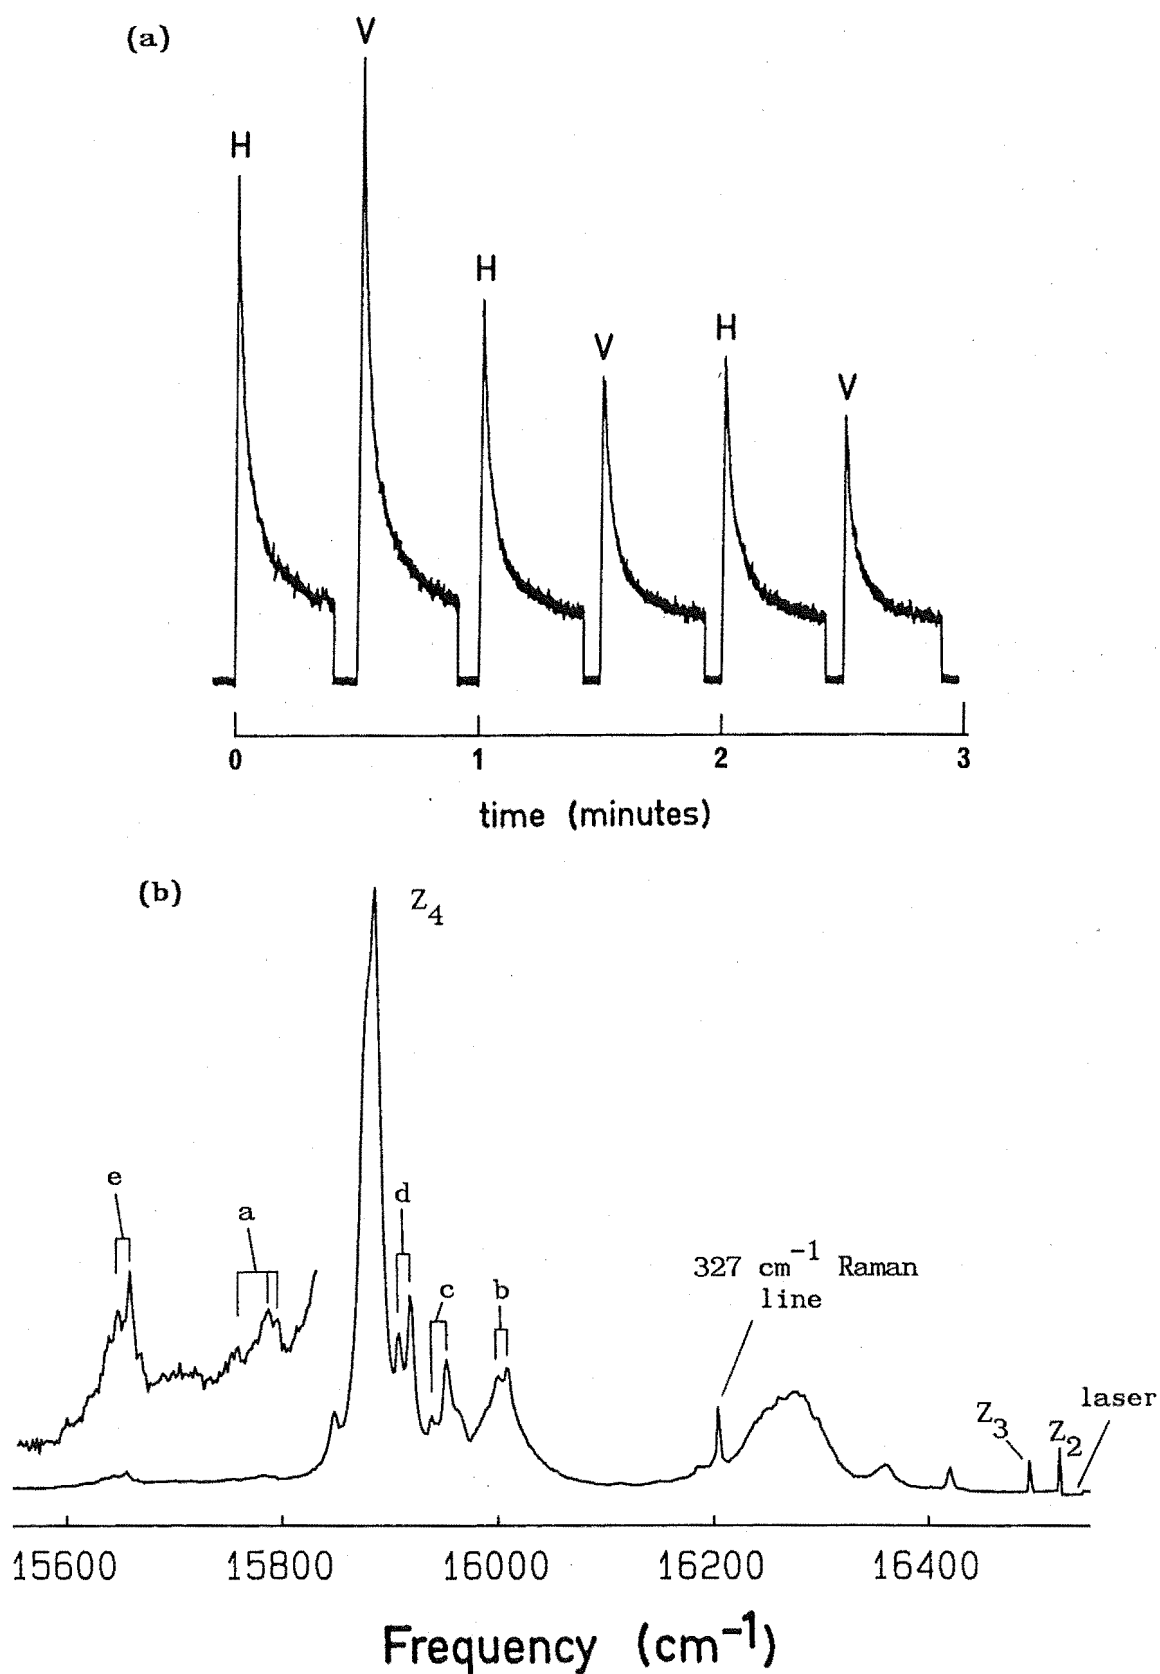 (a)
V
H
H
V
H
V
0 1 2 3
time (minutes)
(b)
Z4
e
a
d
c
b
327 cm-1 Raman
line
Z3
Z2
laser
15600 15800 16000 16200 16400
Frequency (cm-1)